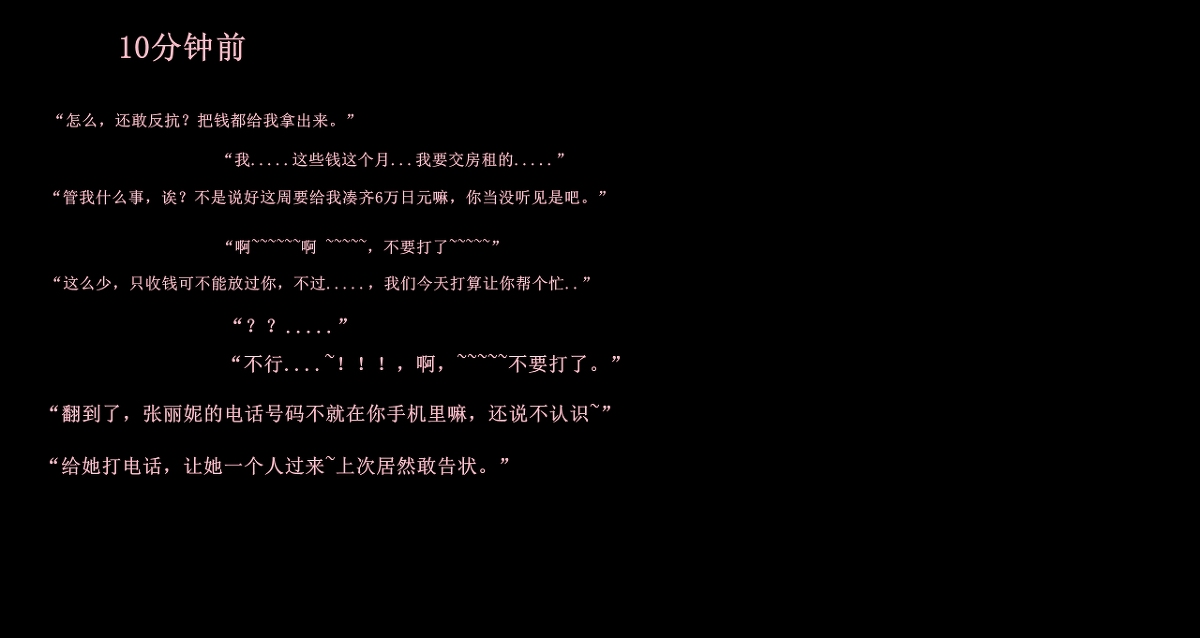 10分钟前
“怎么，还敢反抗？把钱都给我拿出来。”
“我.....这些钱这个月...我要交房租的.....”
“管我什么事，诶？不是说好这周要给我凑齐6万日元嘛，你当没听见是吧。”
“啊~~~~~~啊 ~~~~~，不要打了~~~~~”
“这么少，只收钱可不能放过你，不过.....，我们今天打算让你帮个忙..”
“？？.....”
“不行....~！！！，啊，~~~~~不要打了。”
“翻到了，张丽妮的电话号码不就在你手机里嘛，还说不认识~”
“给她打电话，让她一个人过来~上次居然敢告状。”